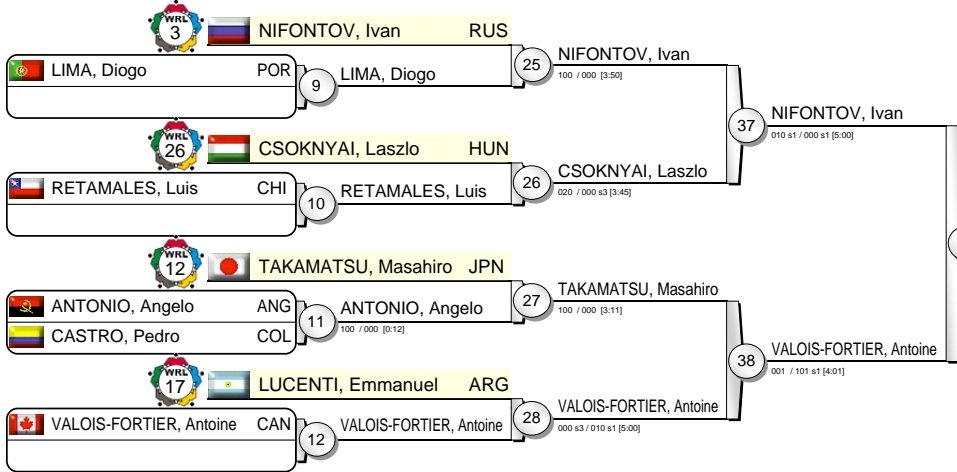 WRL 3 NIFONTOV, Ivan RUS
LIMA, Diogo POR
9 LIMA, Diogo
25 NIFONTOV, Ivan
100 / 000 [3:50]
WRL 26 CSOKNYAI, Laszlo HUN
RETAMALES, Luis CHI
10 RETAMALES, Luis
26 CSOKNYAI, Laszlo
020 / 000 s3 [3:45]
37 NIFONTOV, Ivan
010 s1 / 000 s1 [5:00]
WRL 12 TAKAMATSU, Masahiro JPN
ANTONIO, Angelo ANG
CASTRO, Pedro COL
11 ANTONIO, Angelo
100 / 000 [0:12]
27 TAKAMATSU, Masahiro
100 / 000 [3:11]
WRL 17 LUCENTI, Emmanuel ARG
VALOIS-FORTIER, Antoine CAN
12 VALOIS-FORTIER, Antoine
28 VALOIS-FORTIER, Antoine
000 s3 / 010 s1 [5:00]
38 VALOIS-FORTIER, Antoine
001 / 101 s1 [4:01]